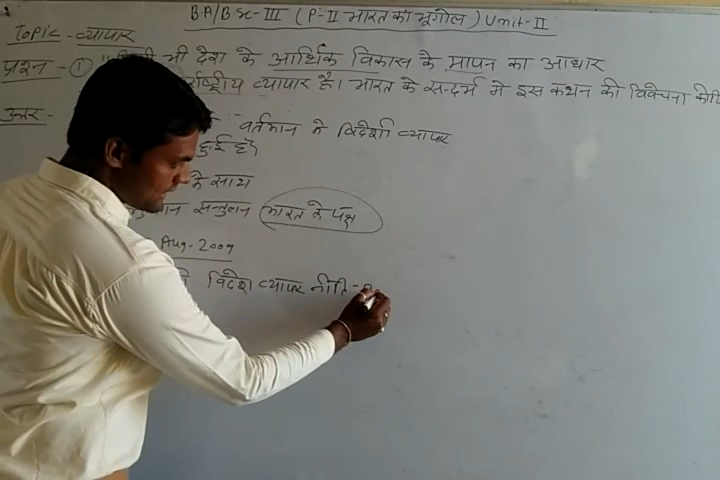 BA/BSc-III (P-II भारत का भूगोल) Unit-II
Topic - व्यापार
प्रश्न - ① भी देश के आर्थिक विकास के मापन का आधार
व्यापार है। भारत के सन्दर्भ में इस कथन की विवेचना
उत्तर:- :- वर्तमान में विदेशी व्यापार
हुई है।
के साथ
सन्तुलन भारत के पक्ष
Aug-2009
विदेश व्यापार नीति -